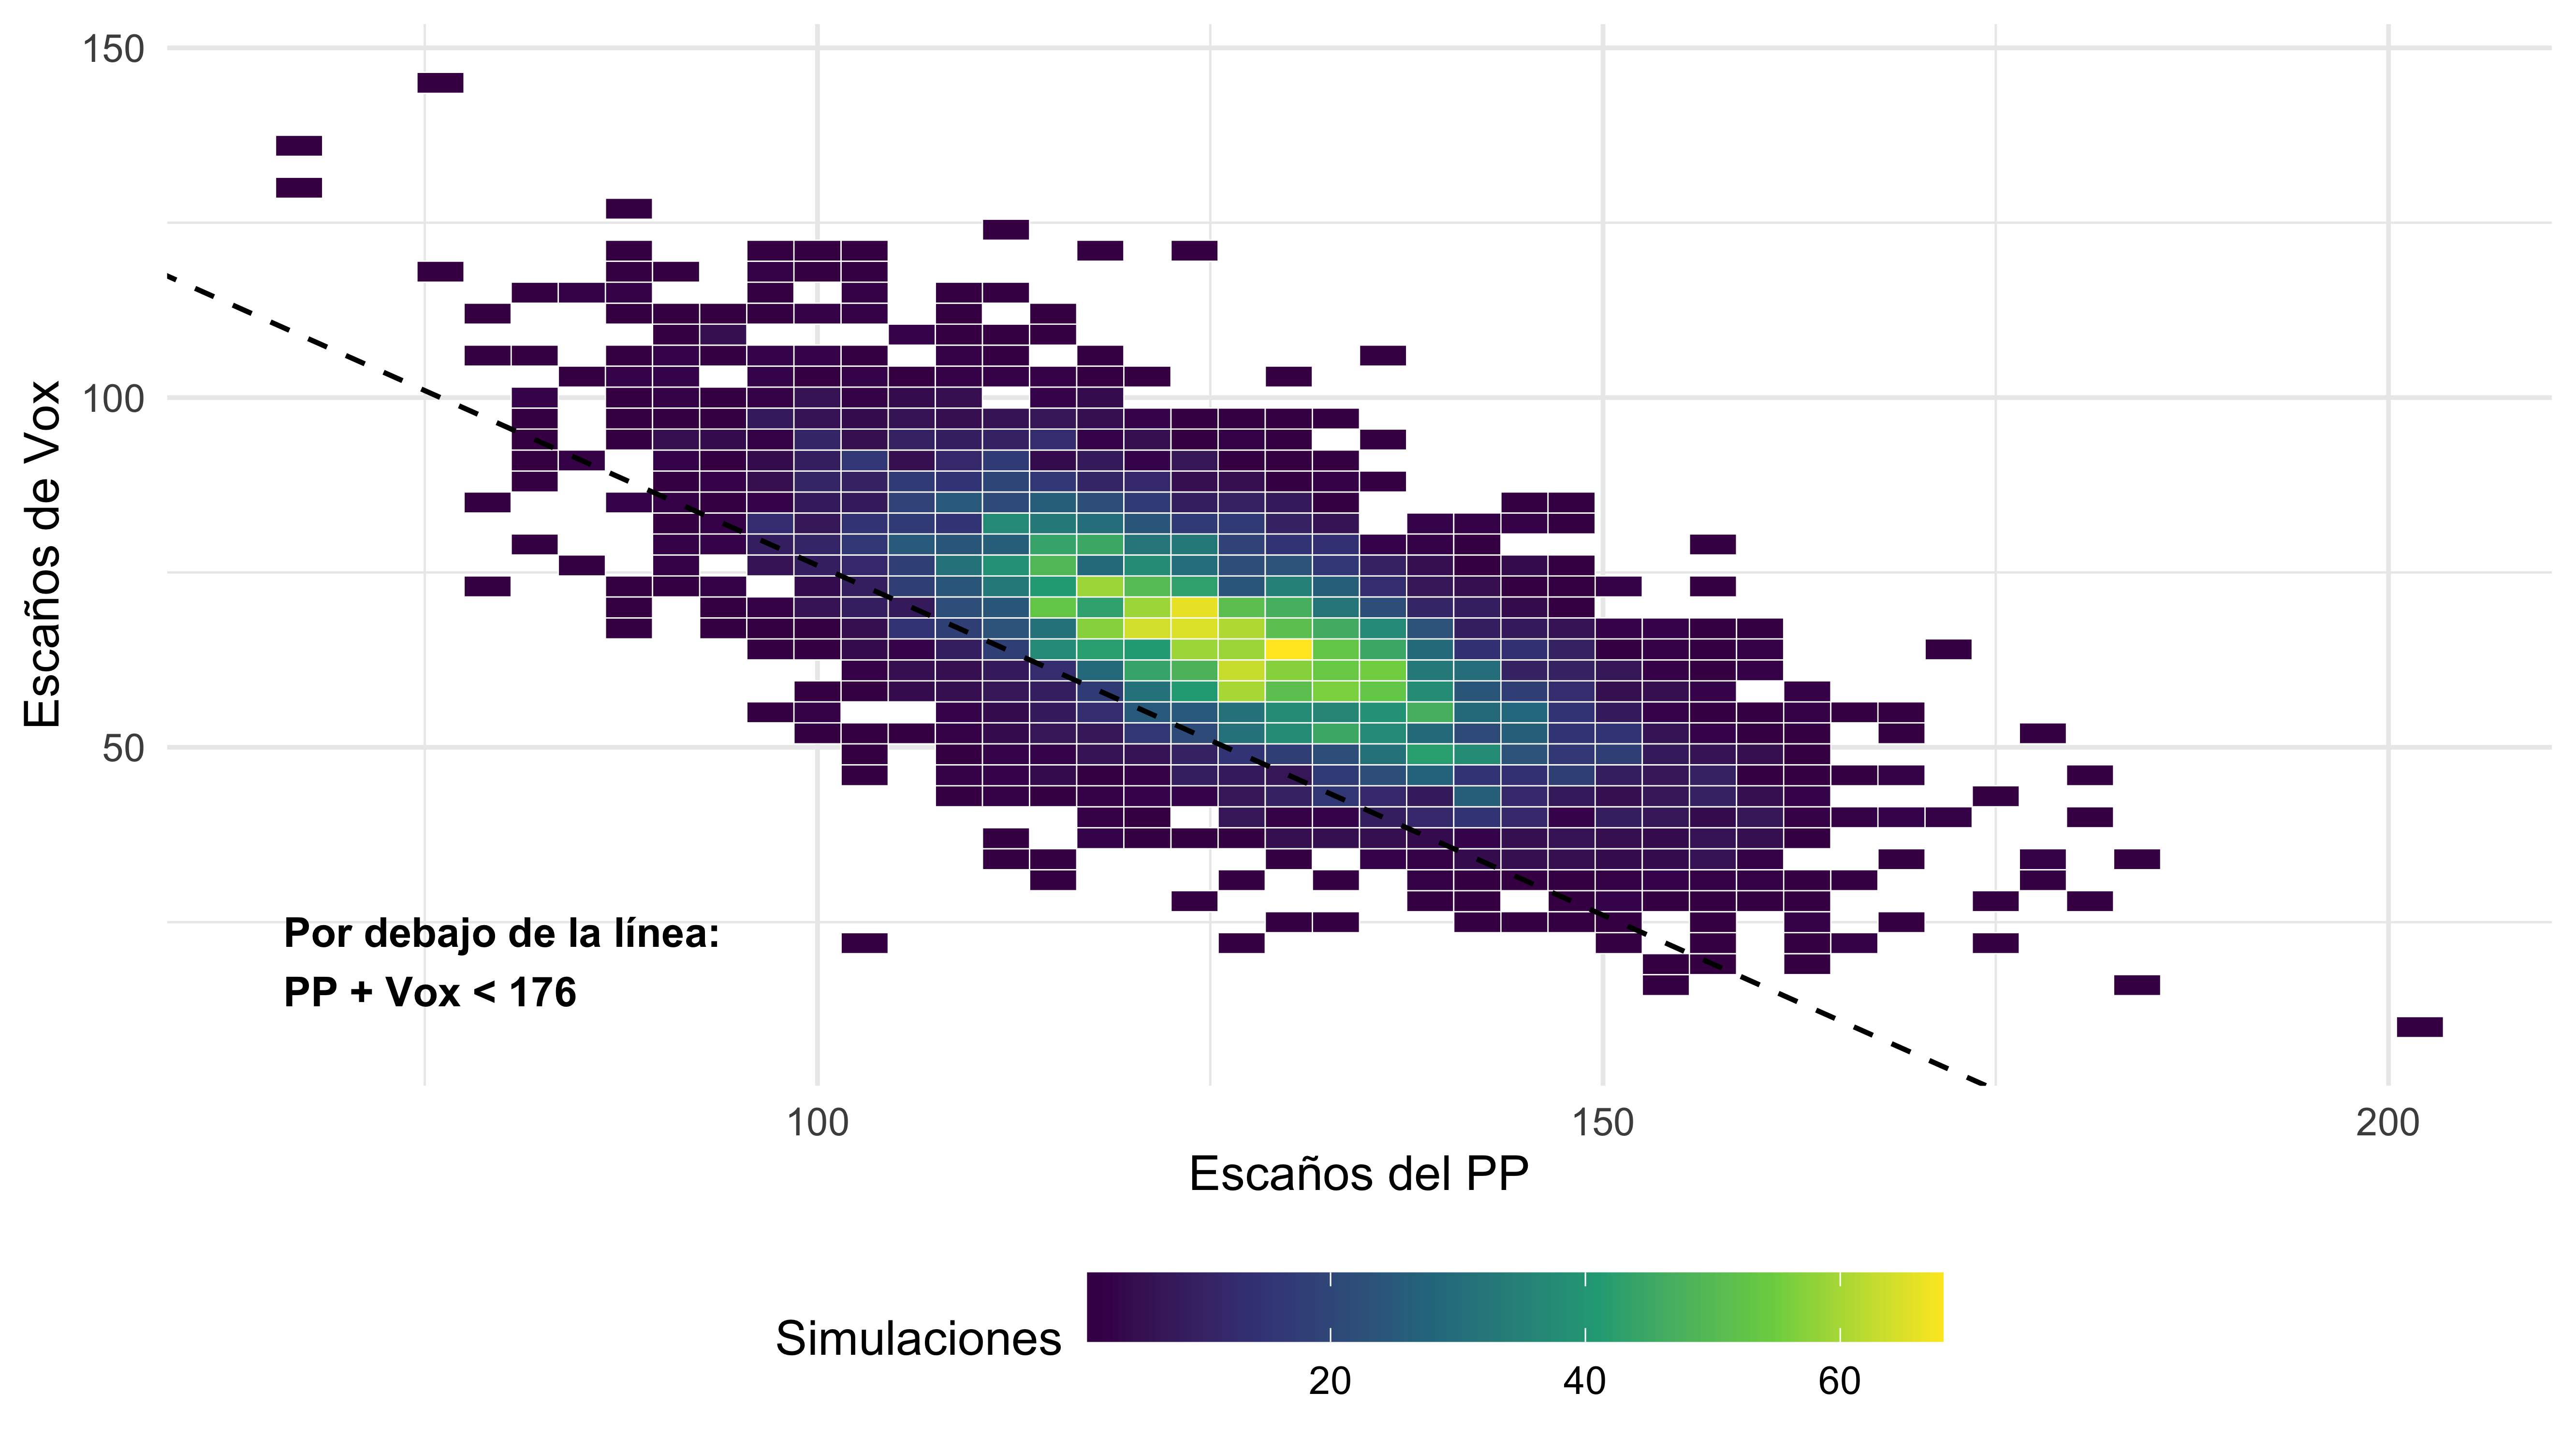 150
100
50
Escaños de Vox
Por debajo de la línea:
PP + Vox < 176
100 150 200
Escaños del PP
Simulaciones
20 40 60